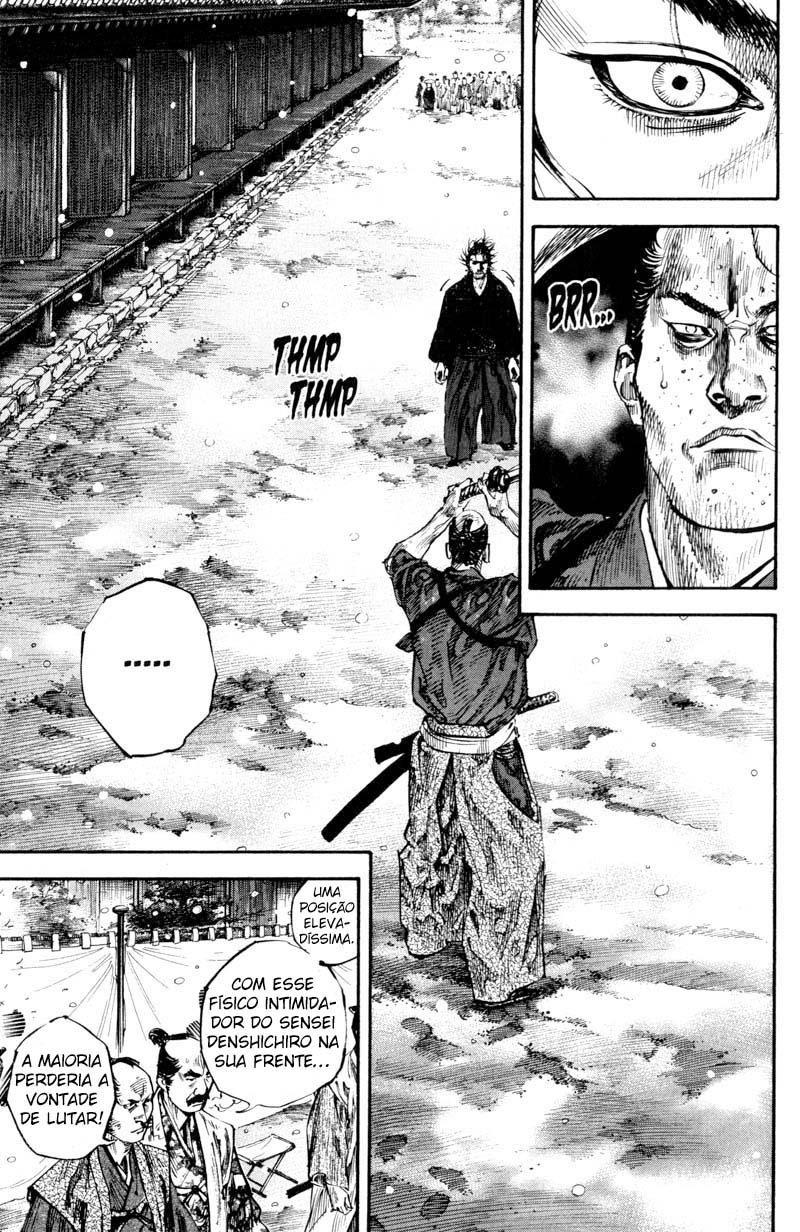 BRR...
THMP
THMP
.....
UMA
POSIÇÃO
ELEVA-
DÍSSIMA.
COM ESSE
FÍSICO INTIMIDA-
DOR DO SENSEI
DENSHICHIRO NA
SUA FRENTE...
A MAIORIA
PERDERIA A
VONTADE
DE LUTAR!